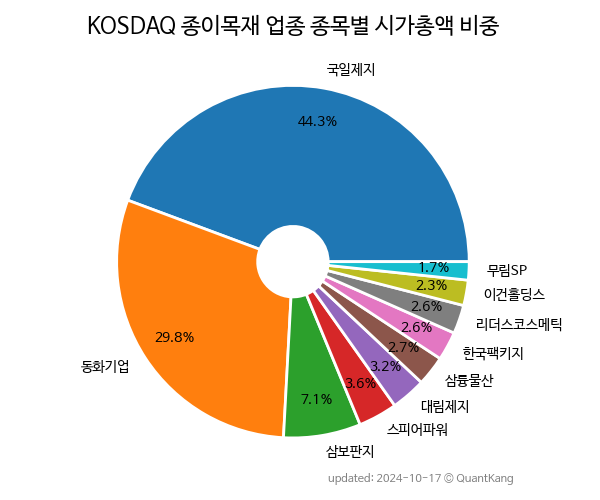 KOSDAQ 종이목재 업종 종목별 시가총액 비중
국일제지
44.3%
동화기업
29.8%
삼보판지
7.1%
스피어파워
3.6%
대림제지
3.2%
삼륭물산
2.7%
한국팩키지
2.6%
리더스코스메틱
2.6%
이건홀딩스
2.3%
무림SP
1.7%
updated: 2024-10-17 © QuantKang